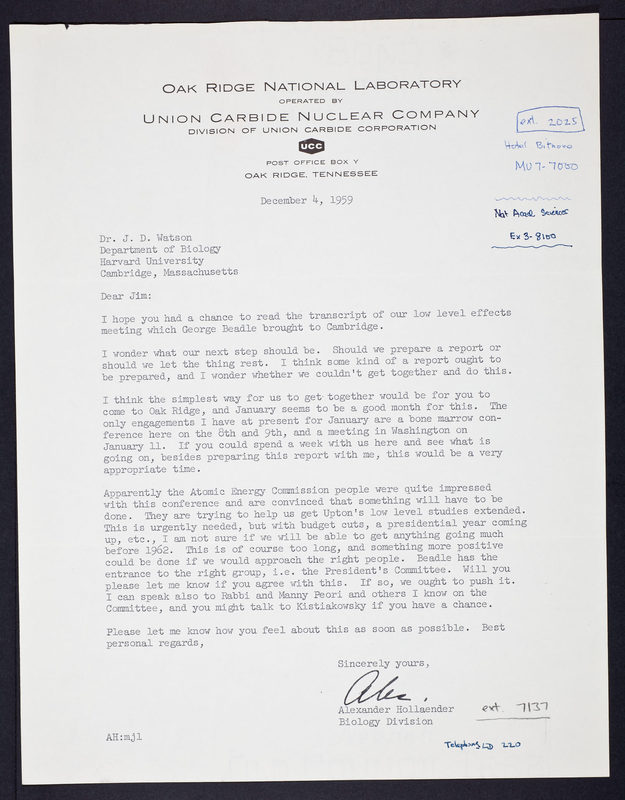 OAK RIDGE NATIONAL LABORATORY
OPERATED BY
UNION CARBIDE NUCLEAR COMPANY
DIVISION OF UNION CARBIDE CORPORATION
UCC
POST OFFICE BOX Y
OAK RIDGE, TENNESSEE
ext. 2025
Hotel
MU 7-7000
Nat Acad Science
Ex 3-8100
December 4, 1959
Dr. J. D. Watson
Department of Biology
Harvard University
Cambridge, Massachusetts
Dear Jim:
I hope you had a chance to read the transcript of our low level effects
meeting which George Beadle brought to Cambridge.
I wonder what our next step should be. Should we prepare a report or
should we let the thing rest. I think some kind of a report ought to
be prepared, and I wonder whether we couldn't get together and do this.
I think the simplest way for us to get together would be for you to
come to Oak Ridge, and January seems to be a good month for this. The
only engagements I have at present for January are a bone marrow con-
ference here on the 8th and 9th, and a meeting in Washington on
January 11. If you could spend a week with us here and see what is
going on, besides preparing this report with me, this would be a very
appropriate time.
Apparently the Atomic Energy Commission people were quite impressed
with this conference and are convinced that something will have to be
done. They are trying to help us get Upton's low level studies extended.
This is urgently needed, but with budget cuts, a presidential year coming
up, etc., I am not sure if we will be able to get anything going much
before 1962. This is of course too long, and something more positive
could be done if we would approach the right people. Beadle has the
entrance to the right group, i.e. the President's Committee. Will you
please let me know if you agree with this. If so, we ought to push it.
I can speak also to Rabbi and Manny Peori and others I know on the
Committee, and you might talk to Kistiakowsky if you have a chance.
Please let me know how you feel about this as soon as possible. Best
personal regards,
Sincerely yours,
Alex.
Alexander Hollaender
Biology Division
ext. 7137
AH:mjl
Telephone LD 220